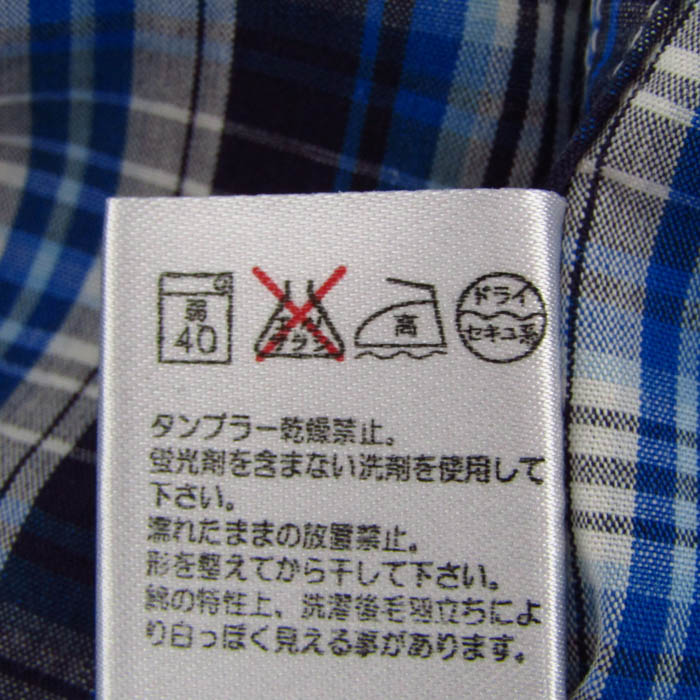 弱
40
エンソ
サラシ
高
ドライ
セキユ系
タンブラー乾燥禁止。
蛍光剤を含まない洗剤を使用して
下さい。
濡れたままの放置禁止。
形を整えてから干して下さい。
綿の特性上、洗濯後毛羽立ちによ
り白っぽく見える事があります。